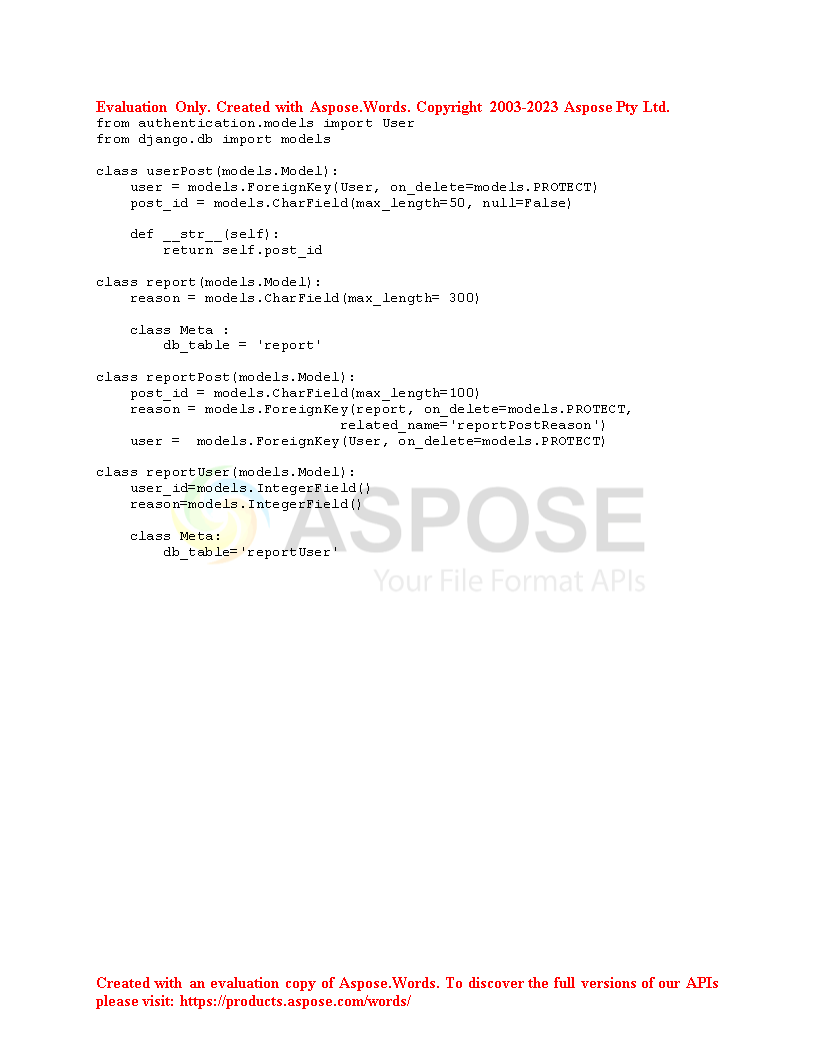 Evaluation Only. Created with Aspose.Words. Copyright 2003-2023 Aspose Pty Ltd.
from authentication.models import User
from django.db import models

class userPost(models.Model):
    user = models.ForeignKey(User, on_delete=models.PROTECT)
    post_id = models.CharField(max_length=50, null=False)

    def __str__(self):
        return self.post_id

class report(models.Model):
    reason = models.CharField(max_length= 300)

    class Meta :
        db_table = 'report'

class reportPost(models.Model):
    post_id = models.CharField(max_length=100)
    reason = models.ForeignKey(report, on_delete=models.PROTECT,
                             related_name='reportPostReason')
    user =  models.ForeignKey(User, on_delete=models.PROTECT)

class reportUser(models.Model):
    user_id=models.IntegerField()
    reason=models.IntegerField()

    class Meta:
        db_table='reportUser'
ASPOSE
Your File Format APIs
Created with an evaluation copy of Aspose.Words. To discover the full versions of our APIs
please visit: https://products.aspose.com/words/